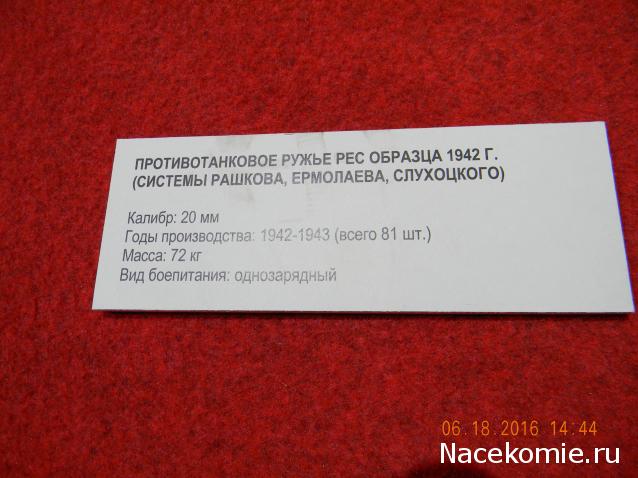 ПРОТИВОТАНКОВОЕ РУЖЬЕ РЕС ОБРАЗЦА 1942 Г.
(СИСТЕМЫ РАШКОВА, ЕРМОЛАЕВА, СЛУХОЦКОГО)
Калибр: 20 мм
Годы производства: 1942-1943 (всего 81 шт.)
Масса: 72 кг
Вид боепитания: однозарядный
06.18.2016 14:44
Nacekomie.ru